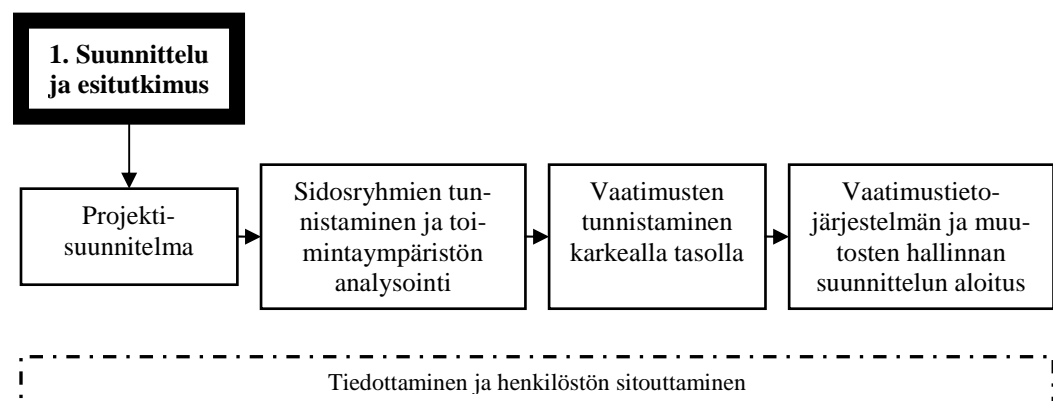 1. Suunnittelu
ja esitutkimus
Projekti-
suunnitelma
Sidosryhmien tun-
nistaminen ja toi-
mintaympäristön
analysointi
Vaatimusten
tunnistaminen
karkealla tasolla
Vaatimustieto-
järjestelmän ja muu-
tosten hallinnan
suunnittelun aloitus
Tiedottaminen ja henkilöstön sitouttaminen